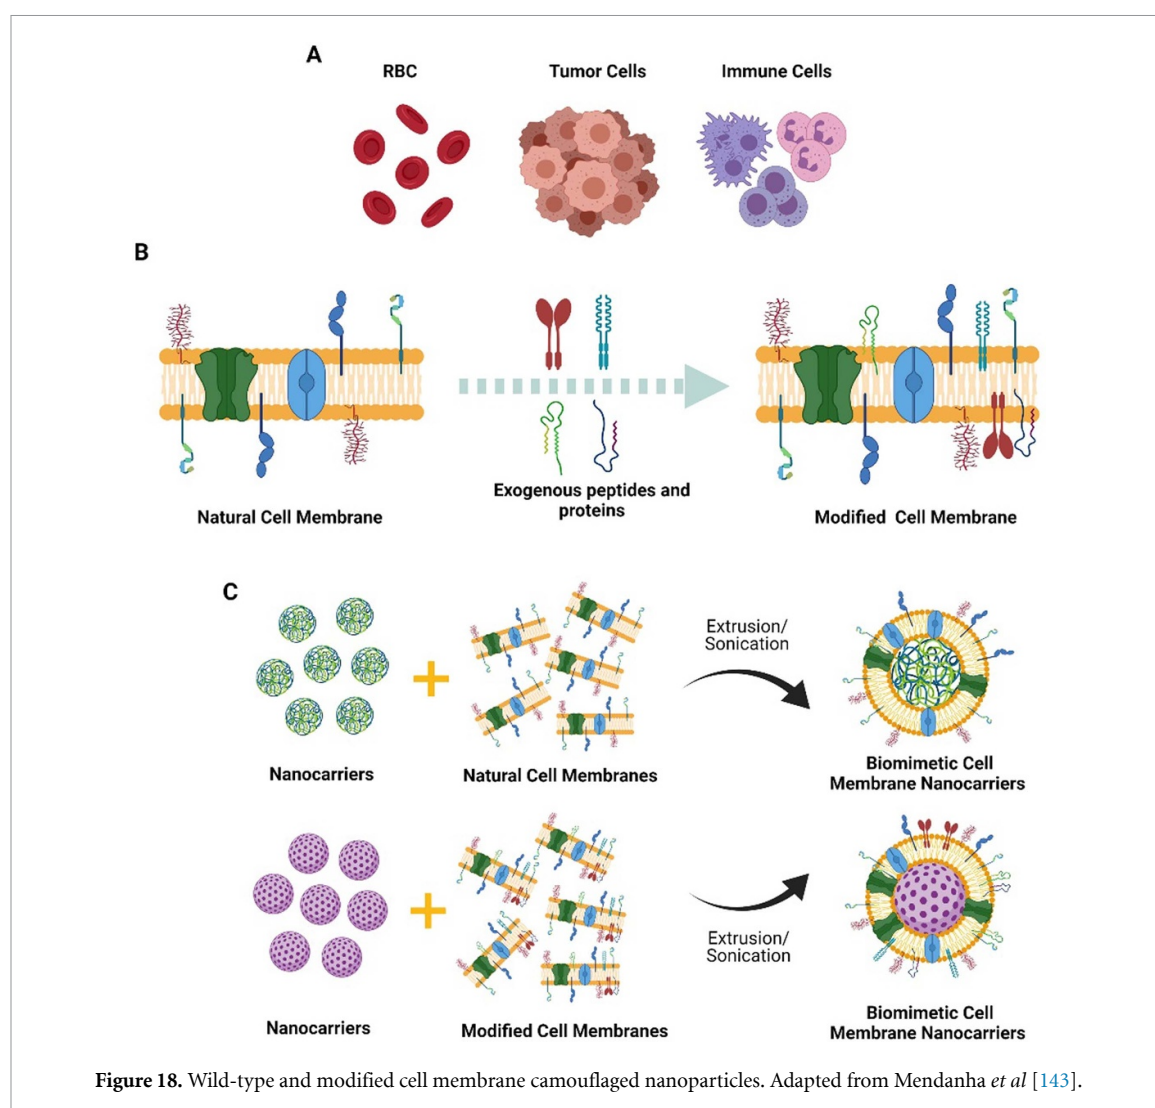 A
RBC
Tumor Cells
Immune Cells
B
Natural Cell Membrane
Exogenous peptides and
proteins
Modified Cell Membrane
C
Extrusion/
Sonication
Nanocarriers
Natural Cell Membranes
Biomimetic Cell
Membrane Nanocarriers
Extrusion/
Sonication
Nanocarriers
Modified Cell Membranes
Biomimetic Cell
Membrane Nanocarriers
Figure 18. Wild-type and modified cell membrane camouflaged nanoparticles. Adapted from Mendanha et al [143].